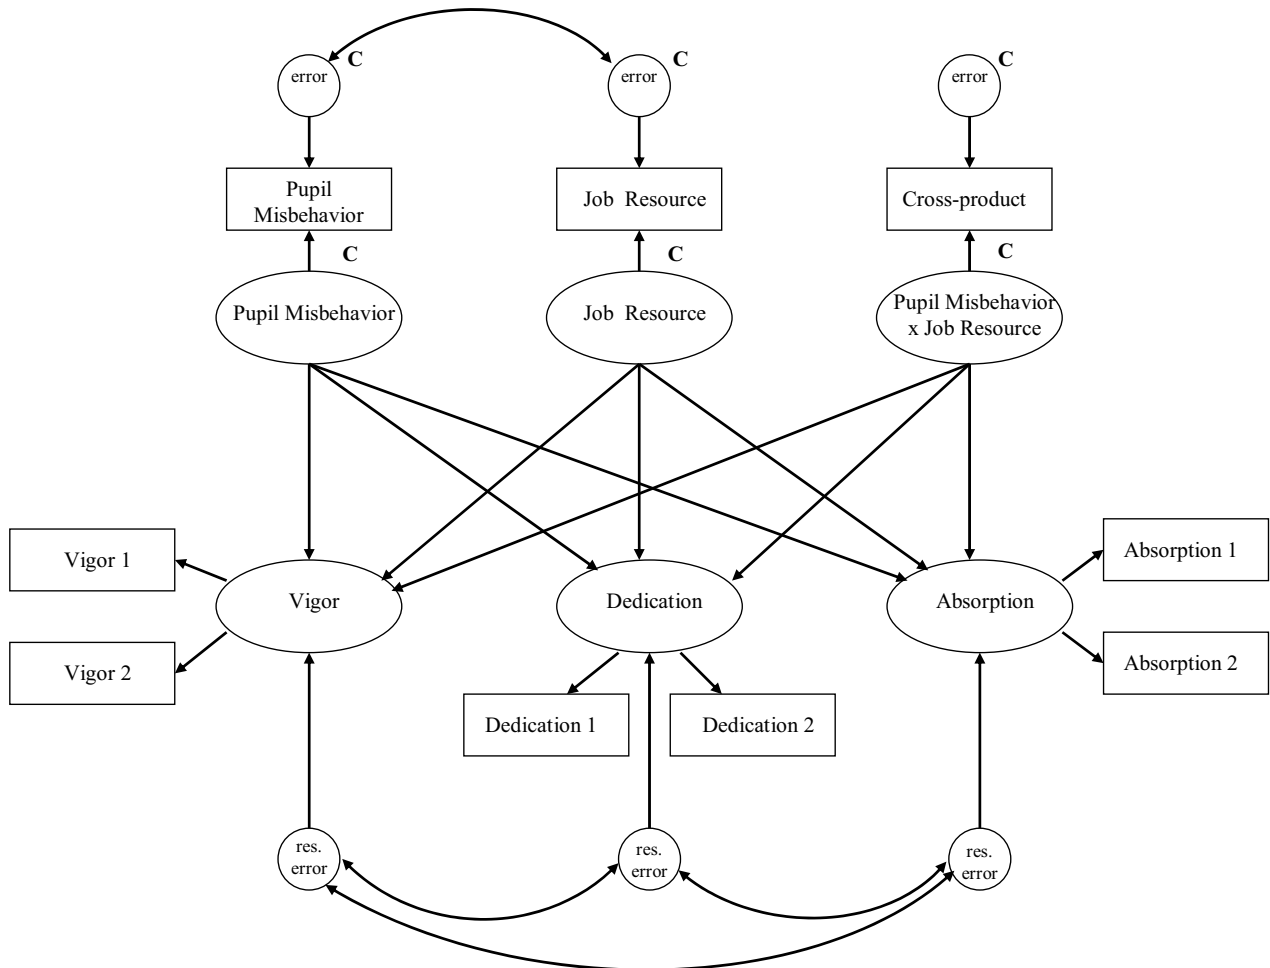 C
C
C
error
error
error
Pupil
Misbehavior
Job Resource
Cross-product
C
C
C
Pupil Misbehavior
Job Resource
Pupil Misbehavior
x Job Resource
Vigor 1
Absorption 1
Vigor
Dedication
Absorption
Vigor 2
Absorption 2
Dedication 1
Dedication 2
res.
error
res.
error
res.
error